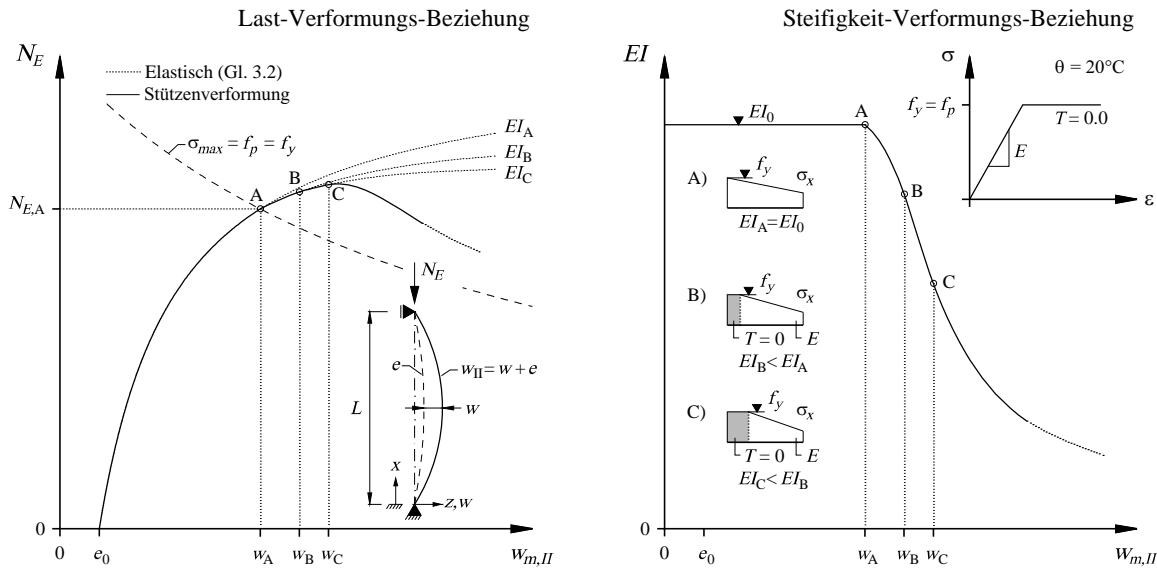 Last-Verformungs-Beziehung
N_E
Elastisch (Gl. 3.2)
Stützenverformung
σ_max = f_p = f_y
EI_A
EI_B
EI_C
A
B
C
N_E,A
N_E
e
w_II = w + e
L
w
x
z,w
0
0
e_0
w_A
w_B
w_C
w_m,II
Steifigkeit-Verformungs-Beziehung
EI
σ
θ = 20°C
f_y = f_p
T = 0.0
E
ε
EI_0
A
B
C
A)
f_y
σ_x
EI_A = EI_0
B)
f_y
σ_x
T = 0
E
EI_B < EI_A
C)
f_y
σ_x
T = 0
E
EI_C < EI_B
0
0
e_0
w_A
w_B
w_C
w_m,II